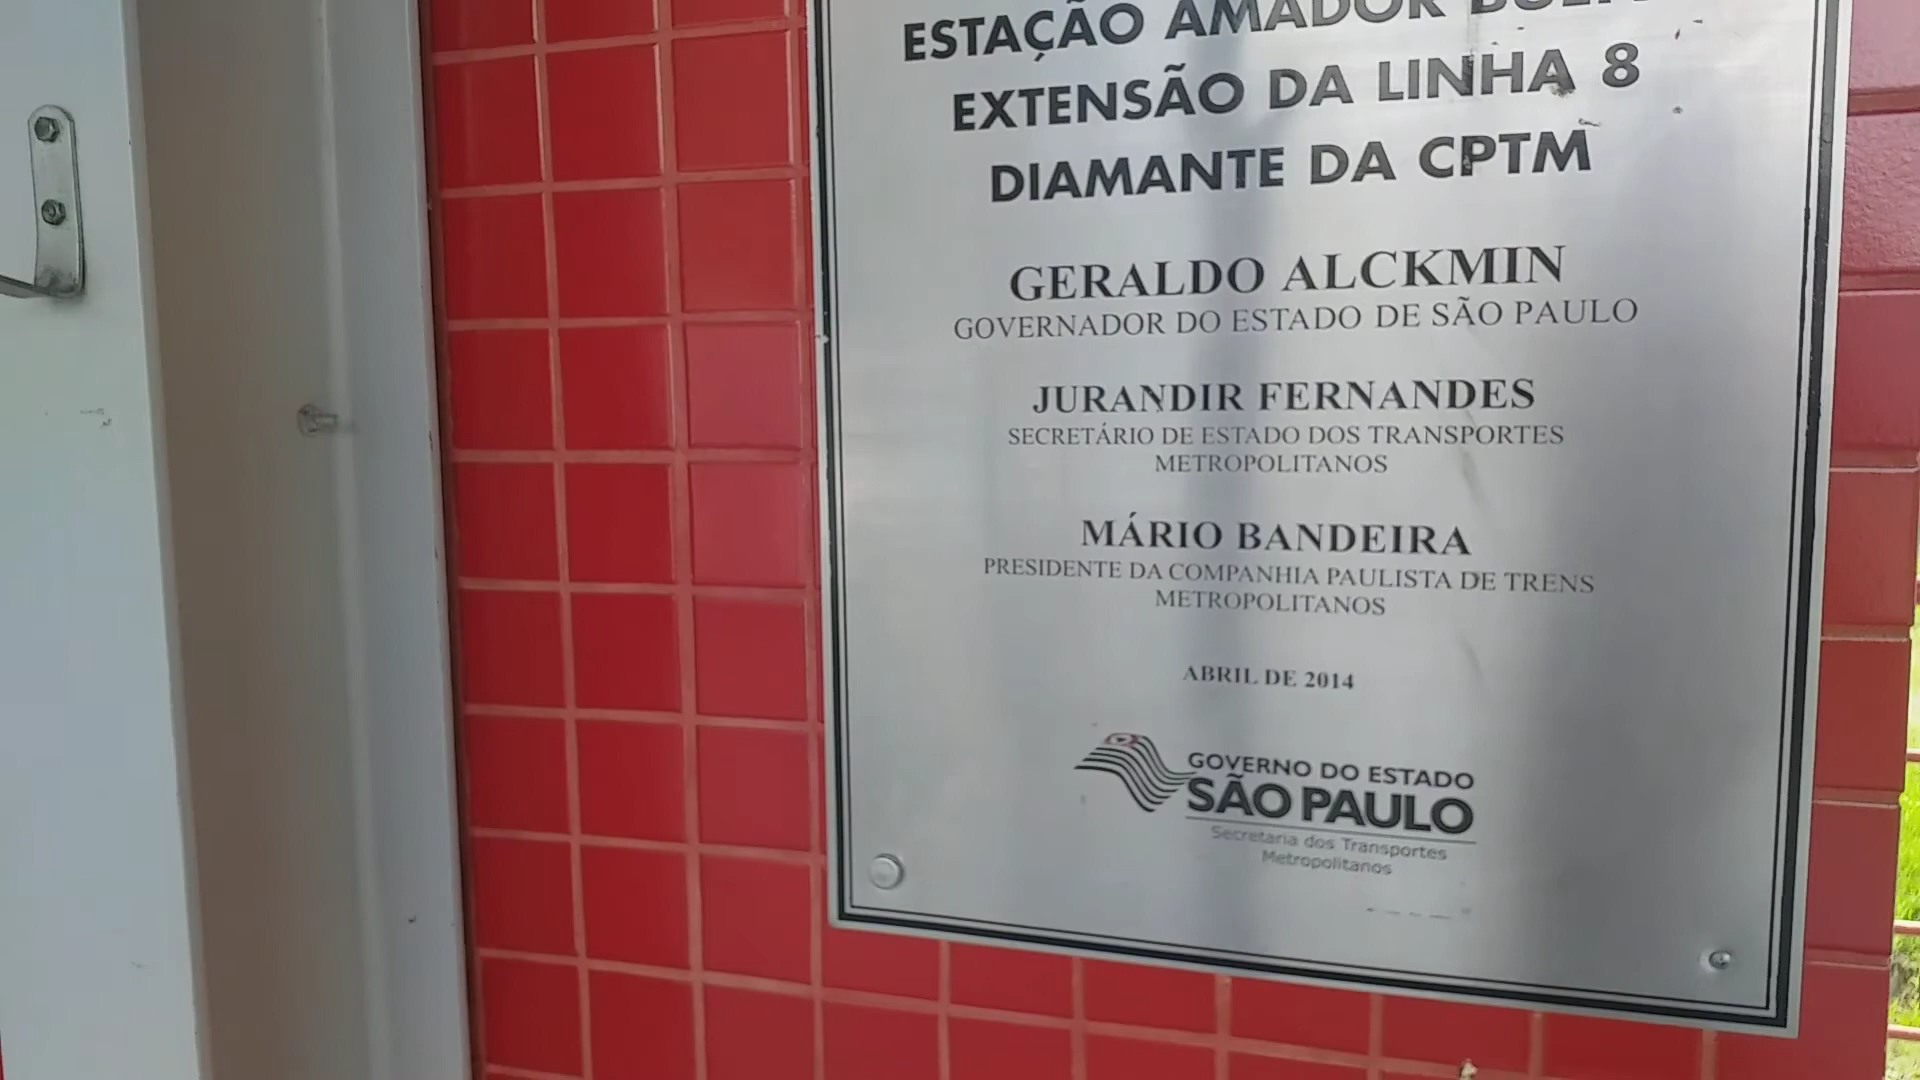 ESTAÇÃO AMADOR
EXTENSÃO DA LINHA 8
DIAMANTE DA CPTM
GERALDO ALCKMIN
GOVERNADOR DO ESTADO DE SÃO PAULO
JURANDIR FERNANDES
SECRETÁRIO DE ESTADO DOS TRANSPORTES
METROPOLITANOS
MÁRIO BANDEIRA
PRESIDENTE DA COMPANHIA PAULISTA DE TRENS
METROPOLITANOS
ABRIL DE 2014
GOVERNO DO ESTADO
SÃO PAULO
Secretaria dos Transportes
Metropolitanos